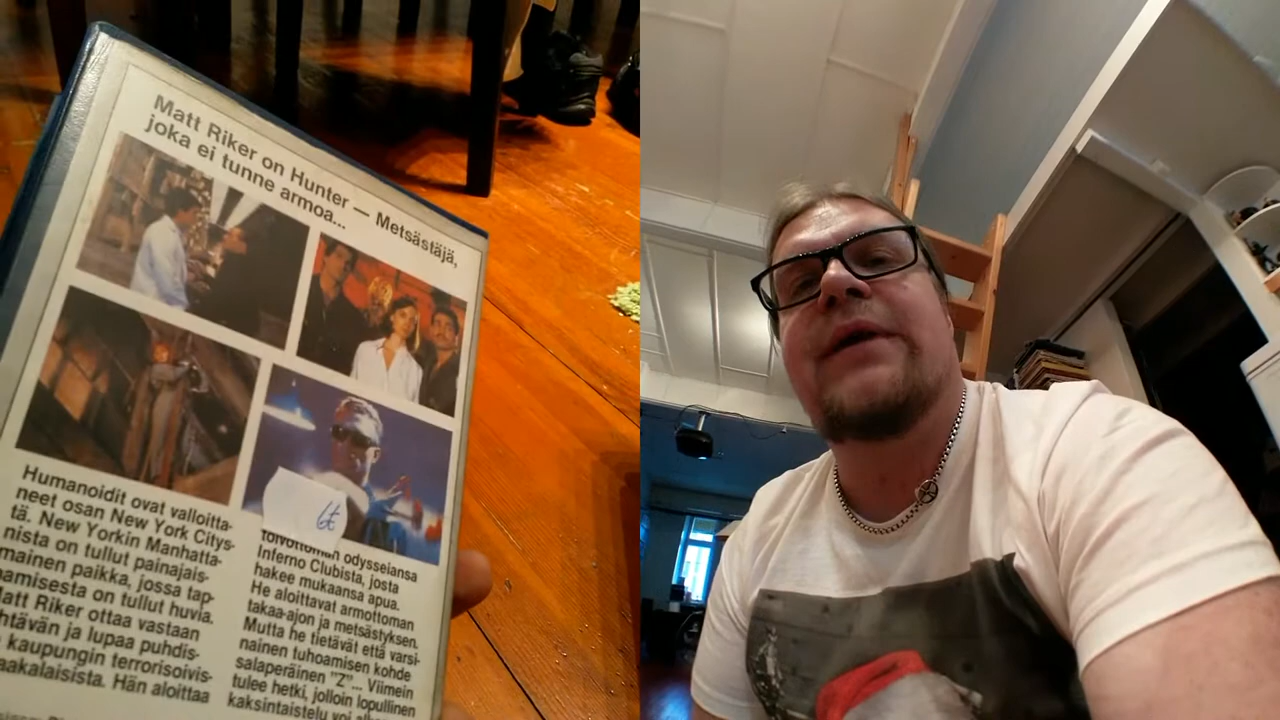 Matt Riker on Hunter — Metsästäjä,
joka ei tunne armoa...
Humanoidit ovat valloitta-
neet osan New York Citys-
tä. New Yorkin Manhatta-
nista on tullut painajais-
mainen paikka, jossa tap-
pamisesta on tullut huvia.
Matt Riker ottaa vastaan
tehtävän ja lupaa puhdis-
kaupungin terrorisoivis-
aakalaisista. Hän aloittaa
6€
toivottoman odysseiansa
Inferno Clubista, josta
hakee mukaansa apua.
He aloittavat armottoman
takaa-ajon ja metsästyksen.
Mutta he tietävät että varsi-
nainen tuhoamisen kohde
salaperäinen "Z"... Viimein
tulee hetki, jolloin lopullinen
kaksintaistelu voi